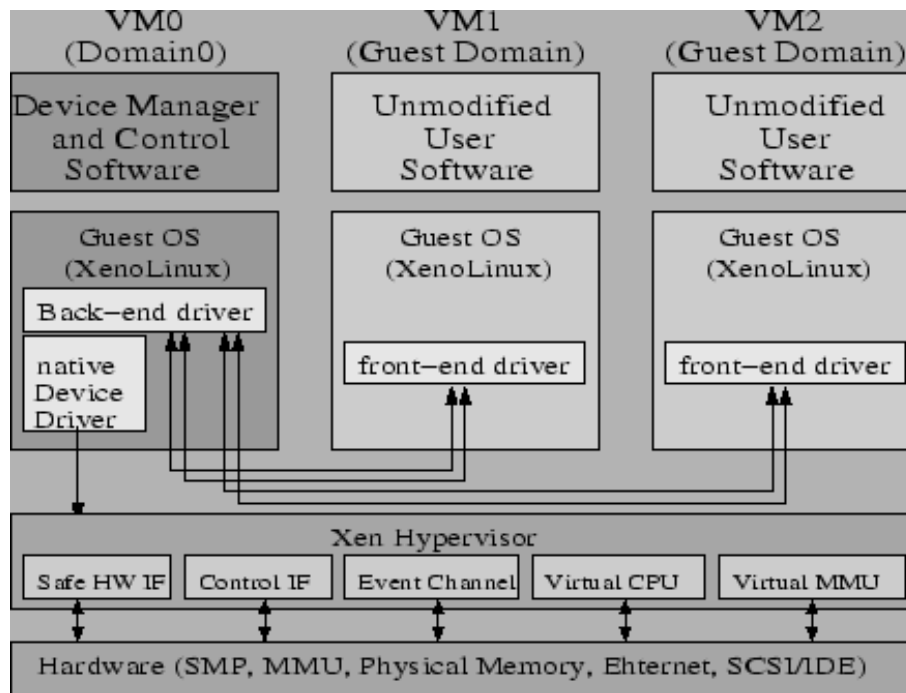 VM0
(Domain0)
VM1
(Guest Domain)
VM2
(Guest Domain)
Device Manager
and Control
Software
Unmodified
User
Software
Unmodified
User
Software
Guest OS
(XenoLinux)
Back-end driver
native
Device
Driver
Guest OS
(XenoLinux)
front-end driver
Guest OS
(XenoLinux)
front-end driver
Xen Hypervisor
Safe HW IF
Control IF
Event Channel
Virtual CPU
Virtual MMU
Hardware (SMP, MMU, Physical Memory, Ehternet, SCSI/IDE)